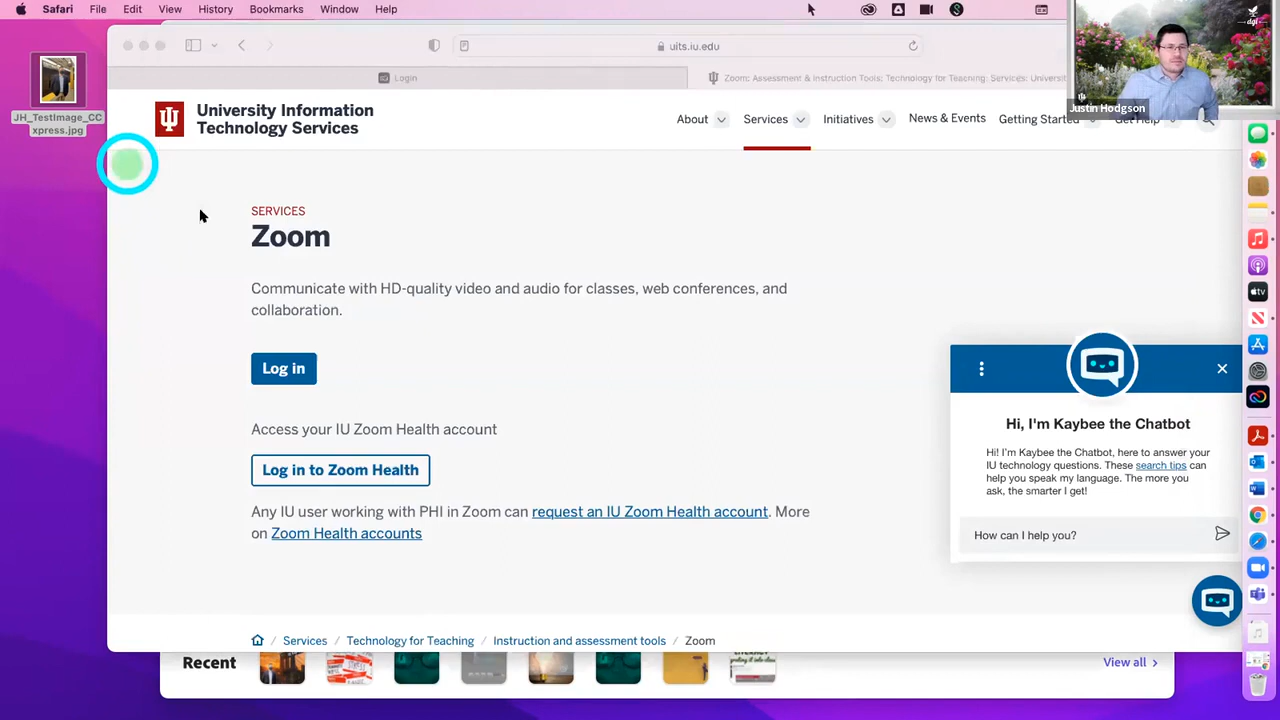 Safari File Edit View History Bookmarks Window Help
dgl
uits.iu.edu
Login
Zoom: Assessment & Instruction Tools: Technology for Teaching: Services: Universit
JH_TestImage_CC
xpress.jpg
Justin Hodgson
University Information
Technology Services
About Services Initiatives News & Events Getting Started Get Help
SERVICES
Zoom
Communicate with HD-quality video and audio for classes, web conferences, and
collaboration.
Log in
Access your IU Zoom Health account
Log in to Zoom Health
Any IU user working with PHI in Zoom can request an IU Zoom Health account. More
on Zoom Health accounts
Hi, I'm Kaybee the Chatbot
Hi! I'm Kaybee the Chatbot, here to answer your
IU technology questions. These search tips can
help you speak my language. The more you
ask, the smarter I get!
How can I help you?
Services / Technology for Teaching / Instruction and assessment tools / Zoom
Recent
View all